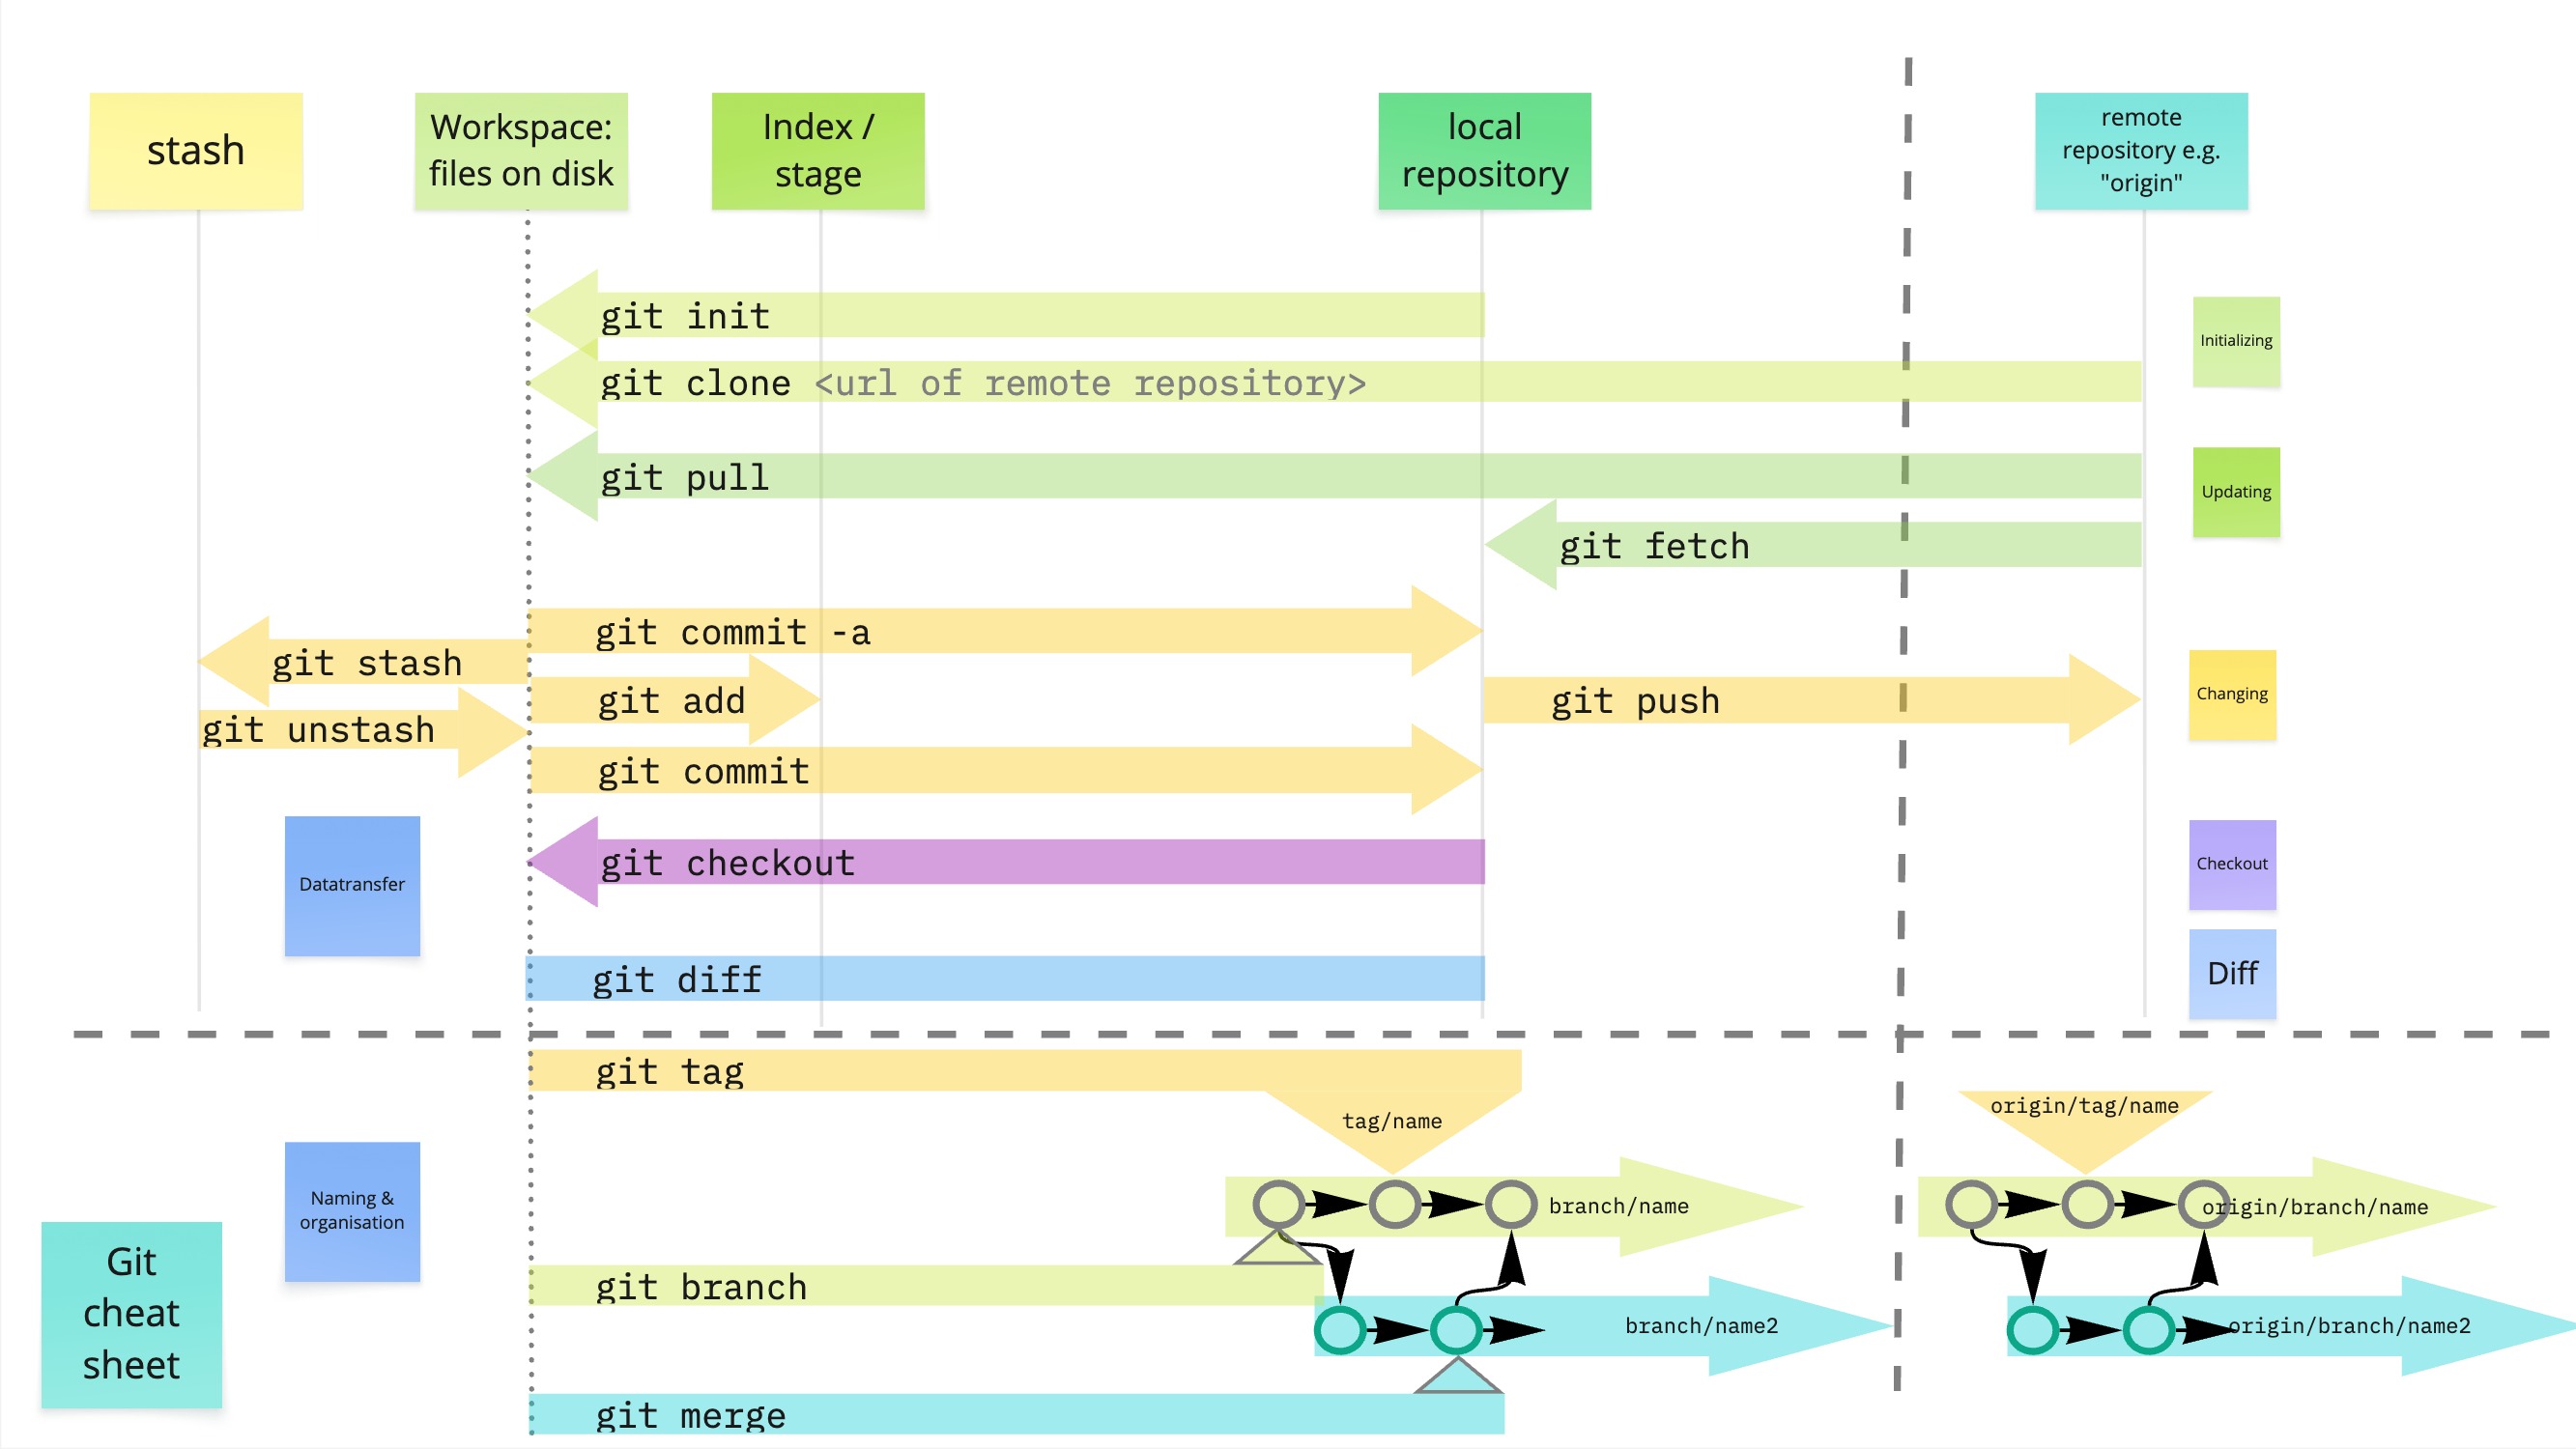 stash
Workspace:
files on disk
Index /
stage
local
repository
remote
repository e.g.
"origin"
git init
Initializing
git clone <url of remote repository>
git pull
Updating
git fetch
git commit -a
git stash
git add
git push
Changing
git unstash
git commit
git checkout
Checkout
Datatransfer
git diff
Diff
git tag
tag/name
origin/tag/name
Naming &
organisation
branch/name
origin/branch/name
git branch
branch/name2
origin/branch/name2
Git
cheat
sheet
git merge